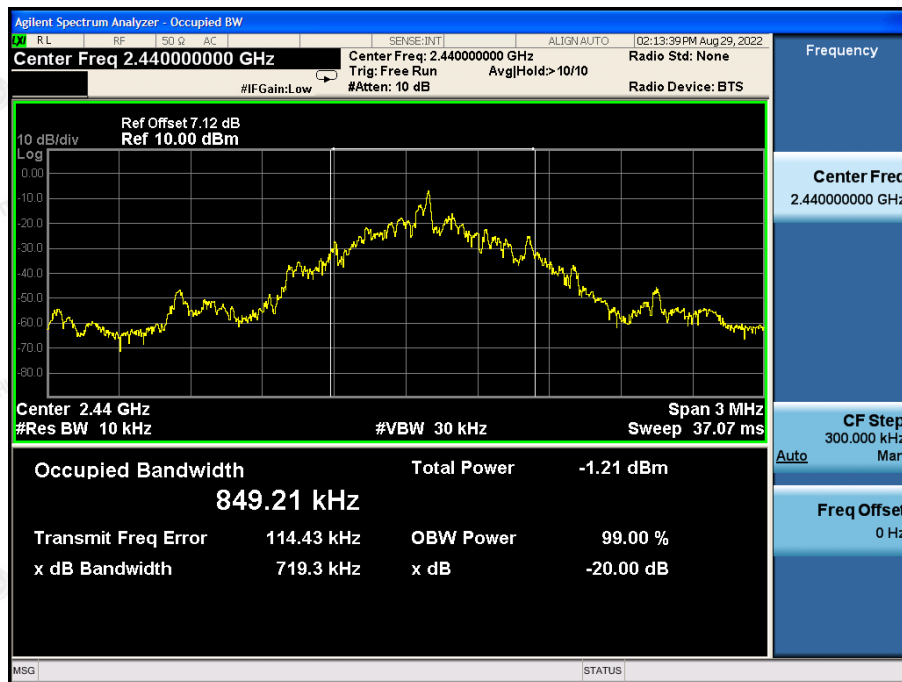 Agilent Spectrum Analyzer - Occupied BW
LXI RL RF 50 Ω AC SENSE:INT ALIGN AUTO 02:13:39 PM Aug 29, 2022
Center Freq 2.440000000 GHz
Center Freq: 2.440000000 GHz Radio Std: None
Trig: Free Run Avg|Hold:>10/10
#IFGain:Low #Atten: 10 dB Radio Device: BTS
Ref Offset 7.12 dB
10 dB/div Ref 10.00 dBm
Log
0.00
-10.0
-20.0
-30.0
-40.0
-50.0
-60.0
-70.0
-80.0
Center 2.44 GHz Span 3 MHz
#Res BW 10 kHz #VBW 30 kHz Sweep 37.07 ms
Occupied Bandwidth Total Power -1.21 dBm
849.21 kHz
Transmit Freq Error 114.43 kHz OBW Power 99.00 %
x dB Bandwidth 719.3 kHz x dB -20.00 dB
MSG STATUS
Frequency
Center Freq
2.440000000 GHz
CF Step
300.000 kHz
Auto Man
Freq Offset
0 Hz